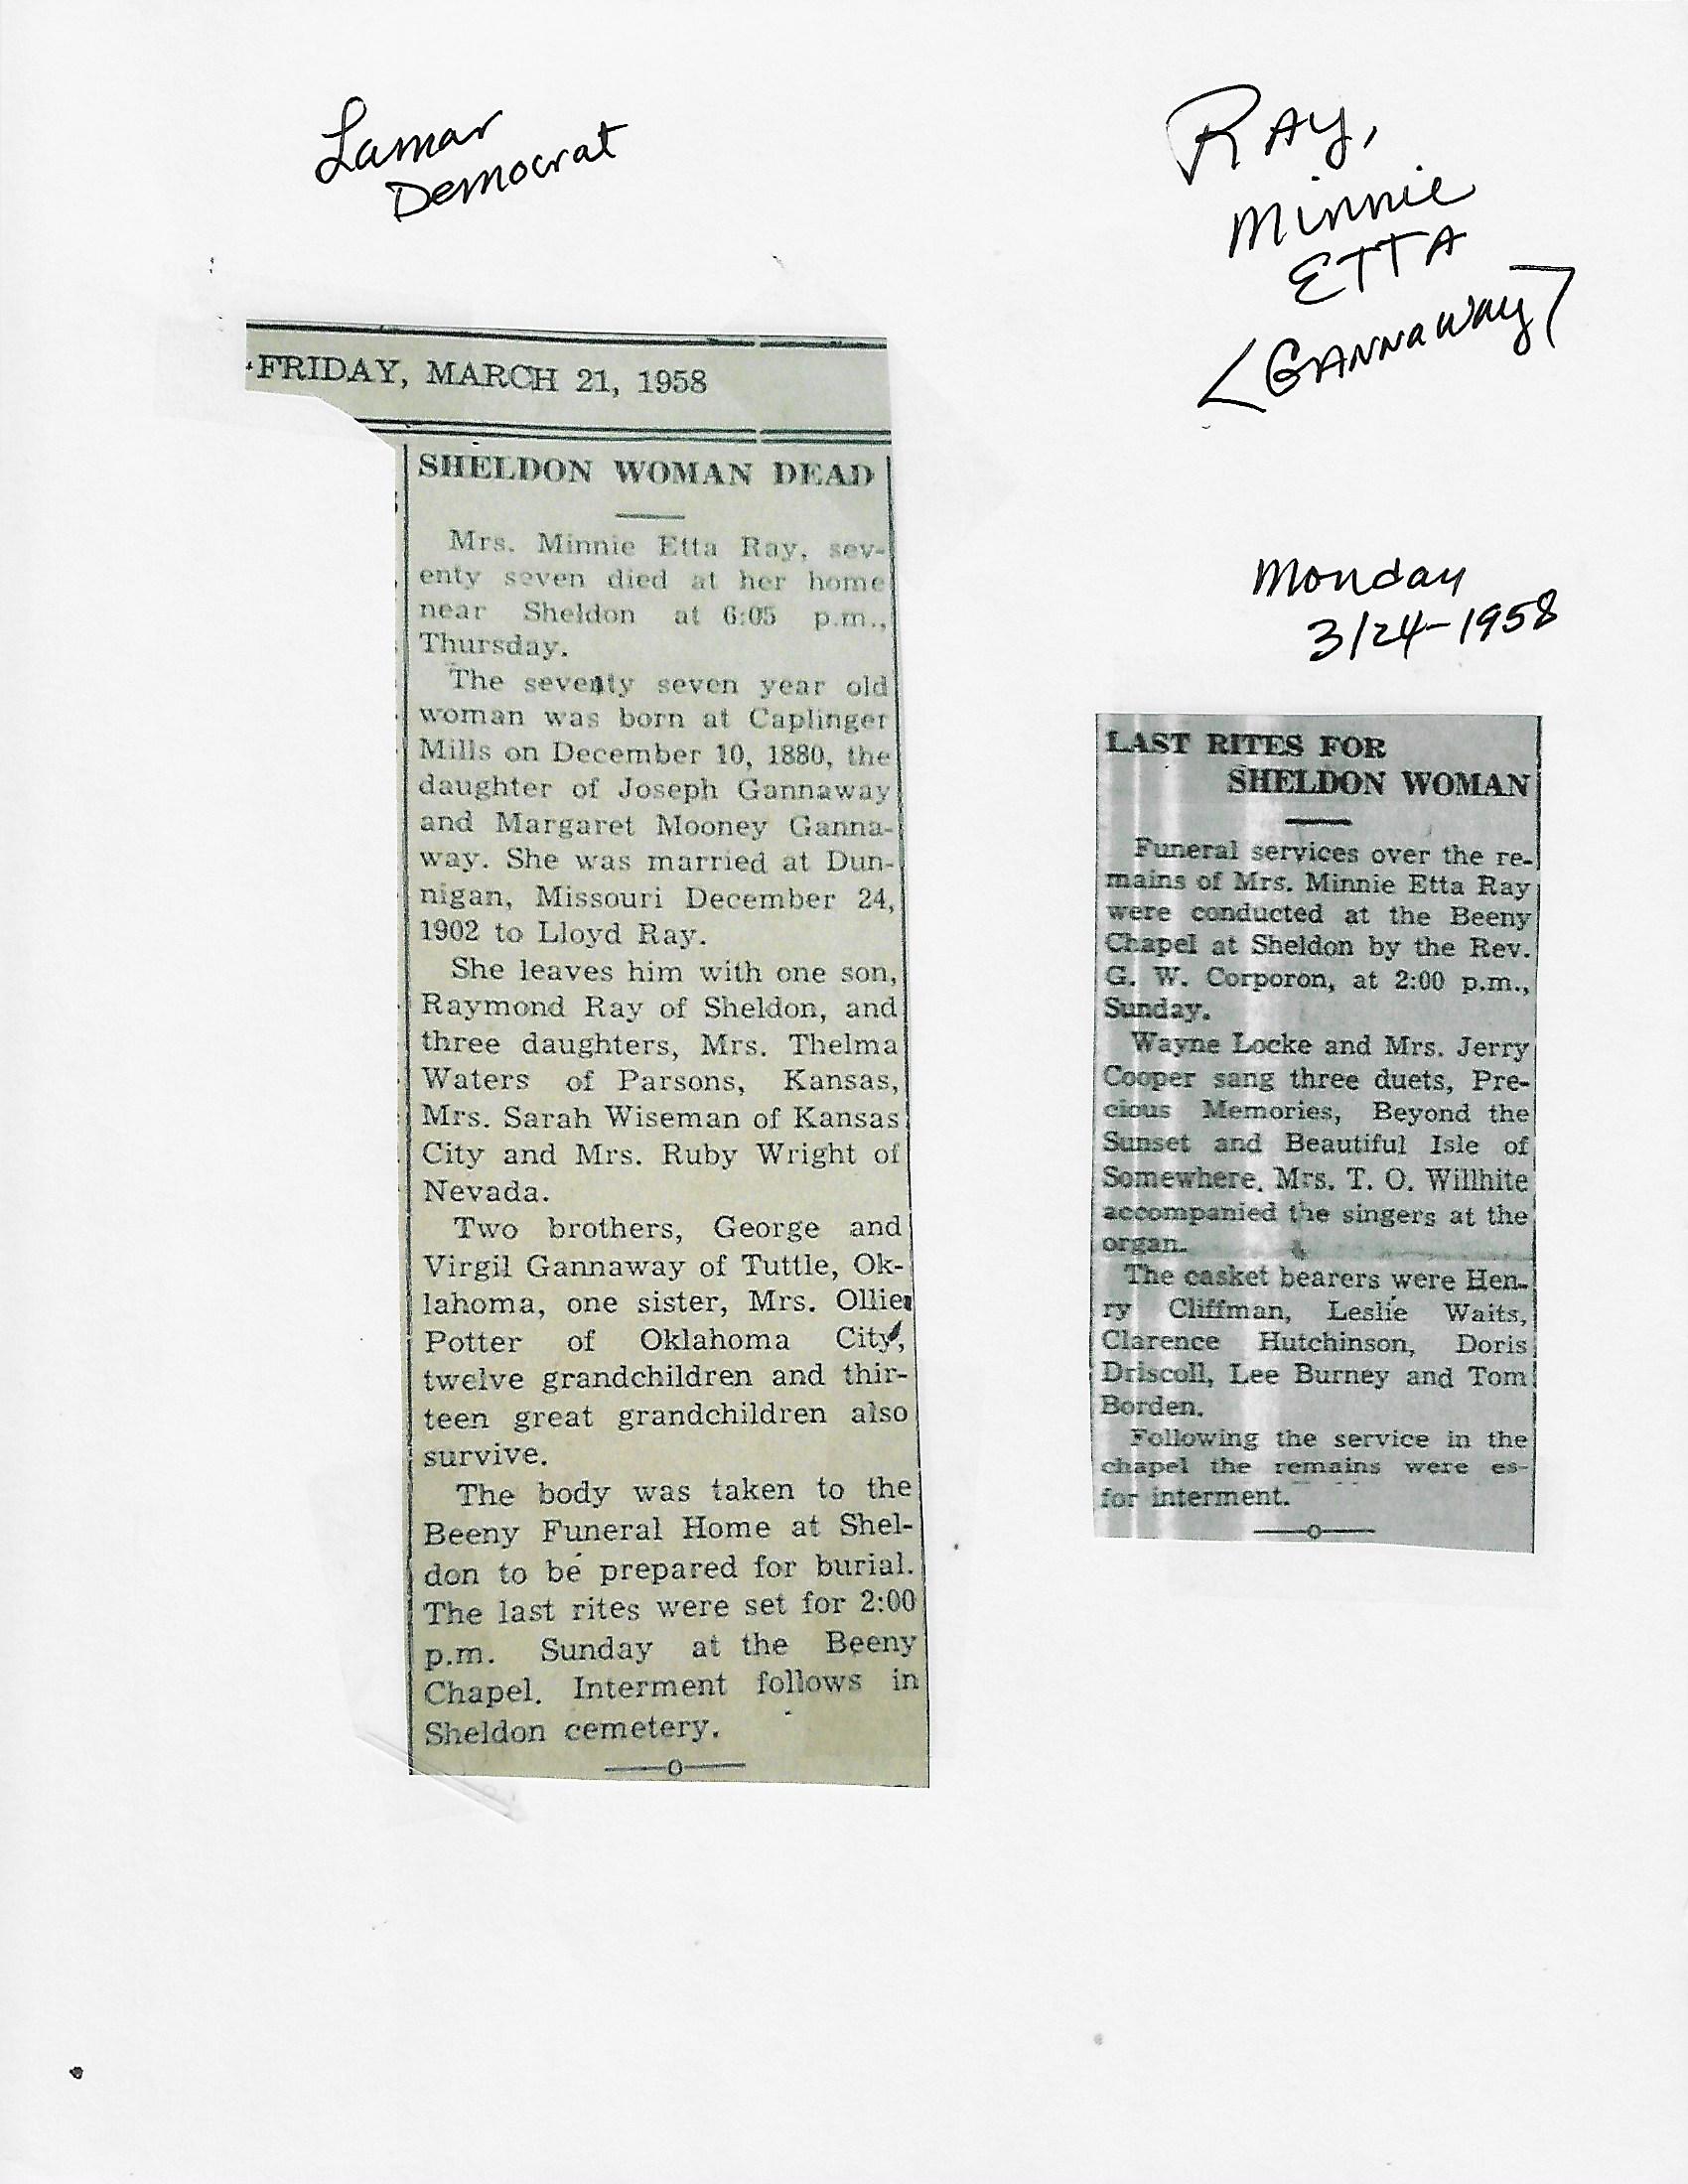 Lamar
Democrat
Ray,
Minnie
Etta
<Gannaway>
FRIDAY, MARCH 21, 1958
SHELDON WOMAN DEAD
Mrs. Minnie Etta Ray, sev-
enty seven died at her home
near Sheldon at 6:05 p.m.,
Thursday.
The seventy seven year old
woman was born at Caplinger
Mills on December 10, 1880, the
daughter of Joseph Gannaway
and Margaret Mooney Ganna-
way. She was married at Dun-
nigan, Missouri December 24,
1902 to Lloyd Ray.
She leaves him with one son,
Raymond Ray of Sheldon, and
three daughters, Mrs. Thelma
Waters of Parsons, Kansas,
Mrs. Sarah Wiseman of Kansas
City and Mrs. Ruby Wright of
Nevada.
Two brothers, George and
Virgil Gannaway of Tuttle, Ok-
lahoma, one sister, Mrs. Ollie
Potter of Oklahoma City,
twelve grandchildren and thir-
teen great grandchildren also
survive.
The body was taken to the
Beeny Funeral Home at Shel-
don to be prepared for burial.
The last rites were set for 2:00
p.m. Sunday at the Beeny
Chapel. Interment follows in
Sheldon cemetery.
Monday
3/24-1958
LAST RITES FOR
SHELDON WOMAN
Funeral services over the re-
mains of Mrs. Minnie Etta Ray
were conducted at the Beeny
Chapel at Sheldon by the Rev.
G. W. Corporon, at 2:00 p.m.,
Sunday.
Wayne Locke and Mrs. Jerry
Cooper sang three duets, Pre-
cious Memories, Beyond the
Sunset and Beautiful Isle of
Somewhere. Mrs. T. O. Willhite
accompanied the singers at the
organ.
The casket bearers were Hen-
ry Cliffman, Leslie Waits,
Clarence Hutchinson, Doris
Driscoll, Lee Burney and Tom
Borden.
Following the service in the
chapel the remains were es-
for interment.